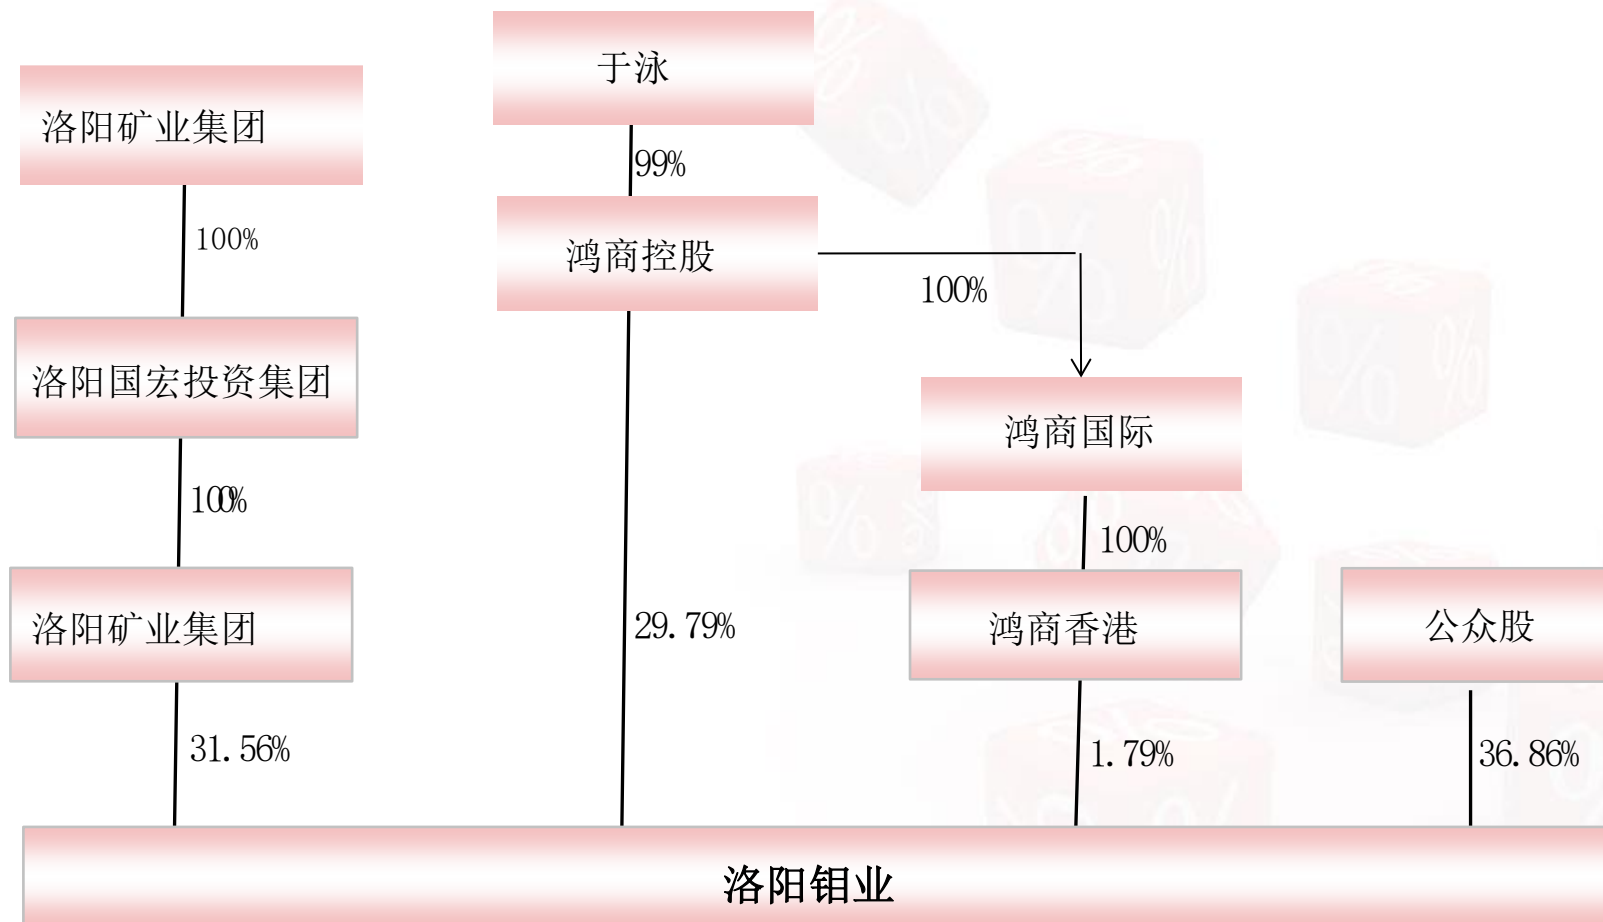 于泳
洛阳矿业集团
99%
100%
鸿商控股
100%
洛阳国宏投资集团
鸿商国际
100%
100%
洛阳矿业集团
29.79%
鸿商香港
公众股
31.56%
1.79%
36.86%
洛阳钼业